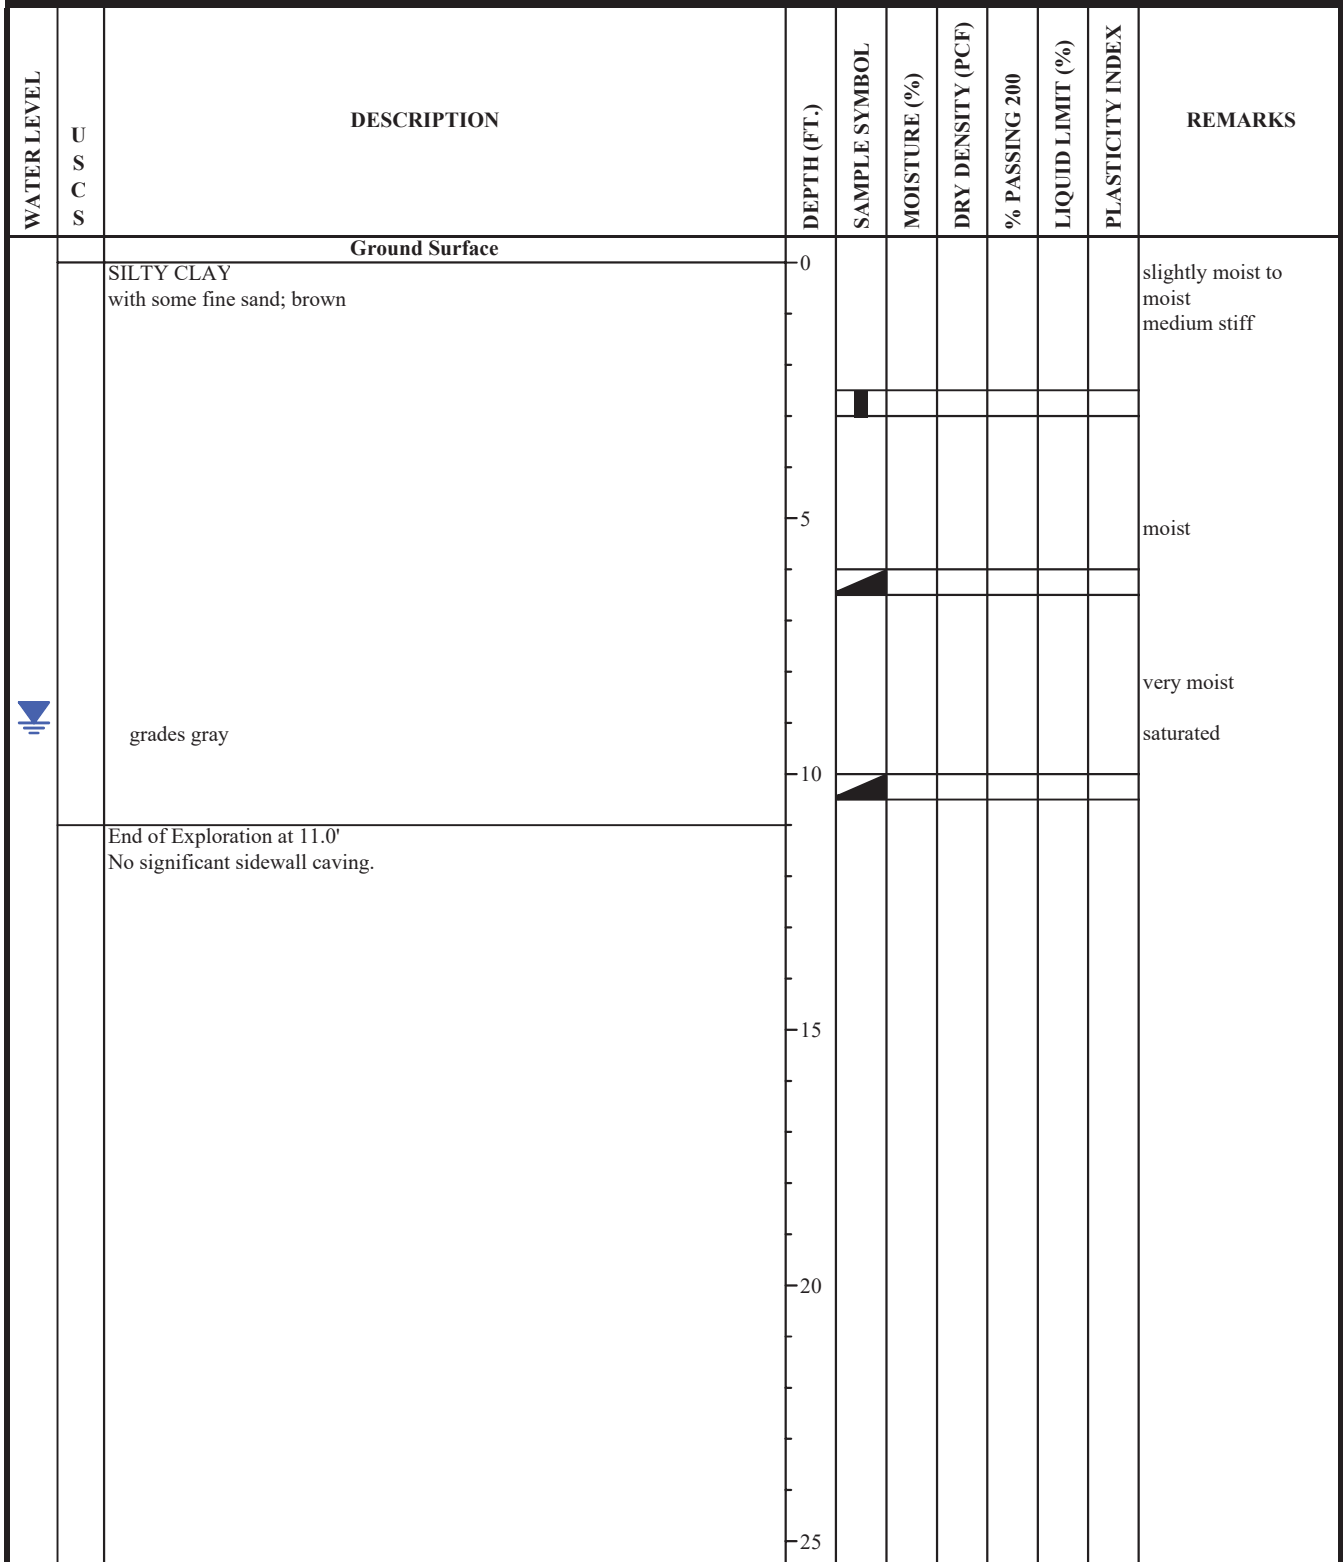 WATER LEVEL
U
S
C
S
DESCRIPTION
DEPTH (FT.)
SAMPLE SYMBOL
MOISTURE (%)
DRY DENSITY (PCF)
% PASSING 200
LIQUID LIMIT (%)
PLASTICITY INDEX
REMARKS
Ground Surface
SILTY CLAY
with some fine sand; brown
0
slightly moist to
moist
medium stiff
5
moist
very moist
grades gray
saturated
10
End of Exploration at 11.0'
No significant sidewall caving.
15
20
25